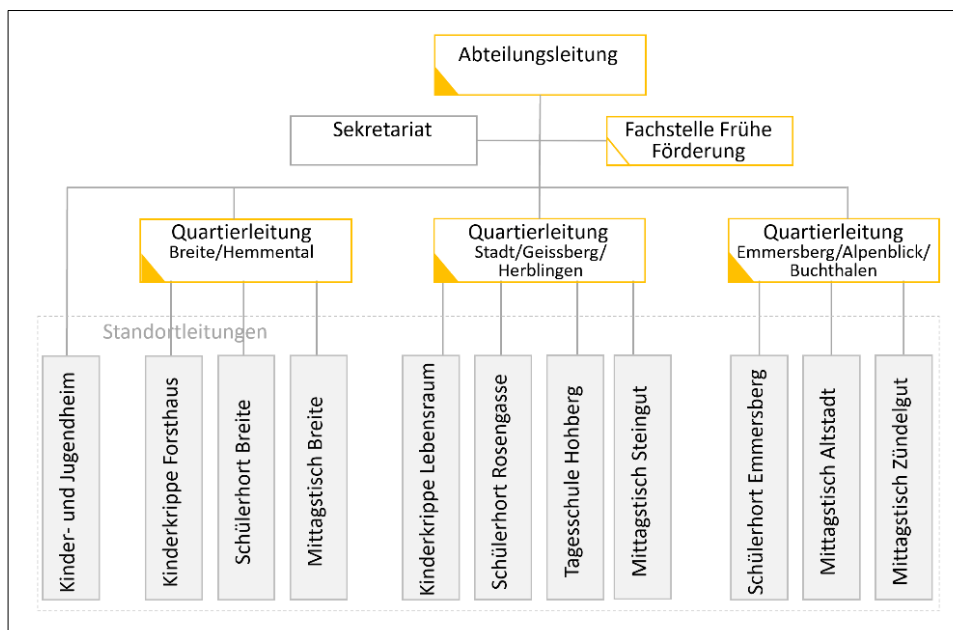 Abteilungsleitung
Sekretariat
Fachstelle Frühe
Förderung
Quartierleitung
Breite/Hemmental
Quartierleitung
Stadt/Geissberg/
Herblingen
Quartierleitung
Emmersberg/Alpenblick/
Buchthalen
Standortleitungen
Kinder- und Jugendheim
Kinderkrippe Forsthaus
Schülerhort Breite
Mittagstisch Breite
Kinderkrippe Lebensraum
Schülerhort Rosengasse
Tagesschule Hohberg
Mittagstisch Steingut
Schülerhort Emmersberg
Mittagstisch Altstadt
Mittagstisch Zündelgut